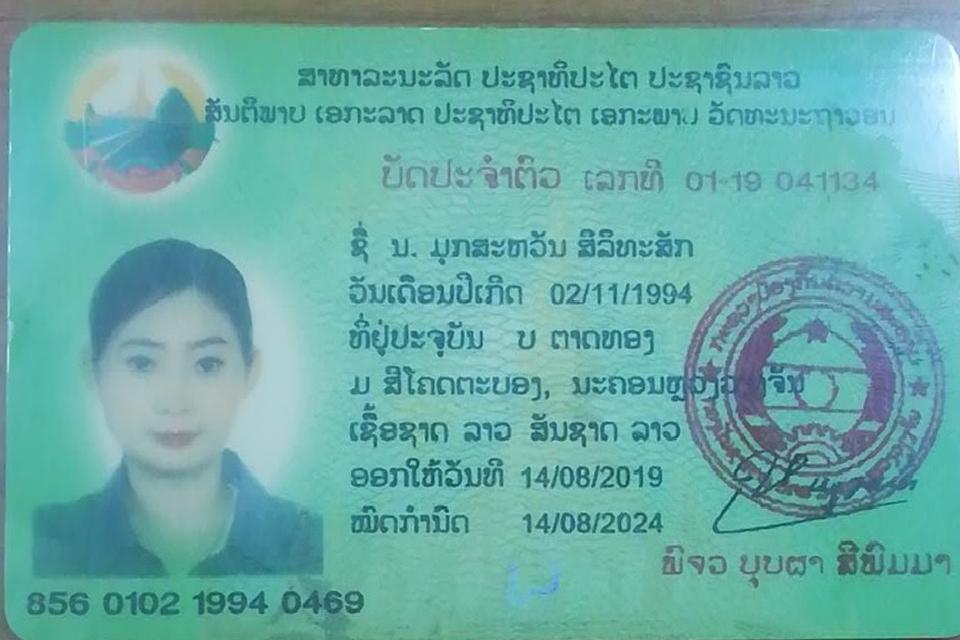 ສາທາລະນະລັດ ປະຊາທິປະໄຕ ປະຊາຊົນລາວ
ສັນຕິພາບ ເອກະລາດ ປະຊາທິປະໄຕ ເອກະພາບ ວັດທະນະຖາວອນ
ບັດປະຈຳຕົວ ເລກທີ 01-19 041134
ຊື່ ນ. ມຸກສະຫວັນ ສີລິທະສັກ
ວັນເດືອນປີເກີດ 02/11/1994
ທີ່ຢູ່ປະຈຸບັນ ບ ຕາດທອງ
ມ ສີໂຄດຕະບອງ, ນະຄອນຫຼວງວຽງຈັນ
ເຊື້ອຊາດ ລາວ ສັນຊາດ ລາວ
ອອກໃຫ້ວັນທີ 14/08/2019
ໝົດກຳນົດ 14/08/2024
ພົຈວ ບຸບຜາ ສີພົມມາ
856 0102 1994 0469